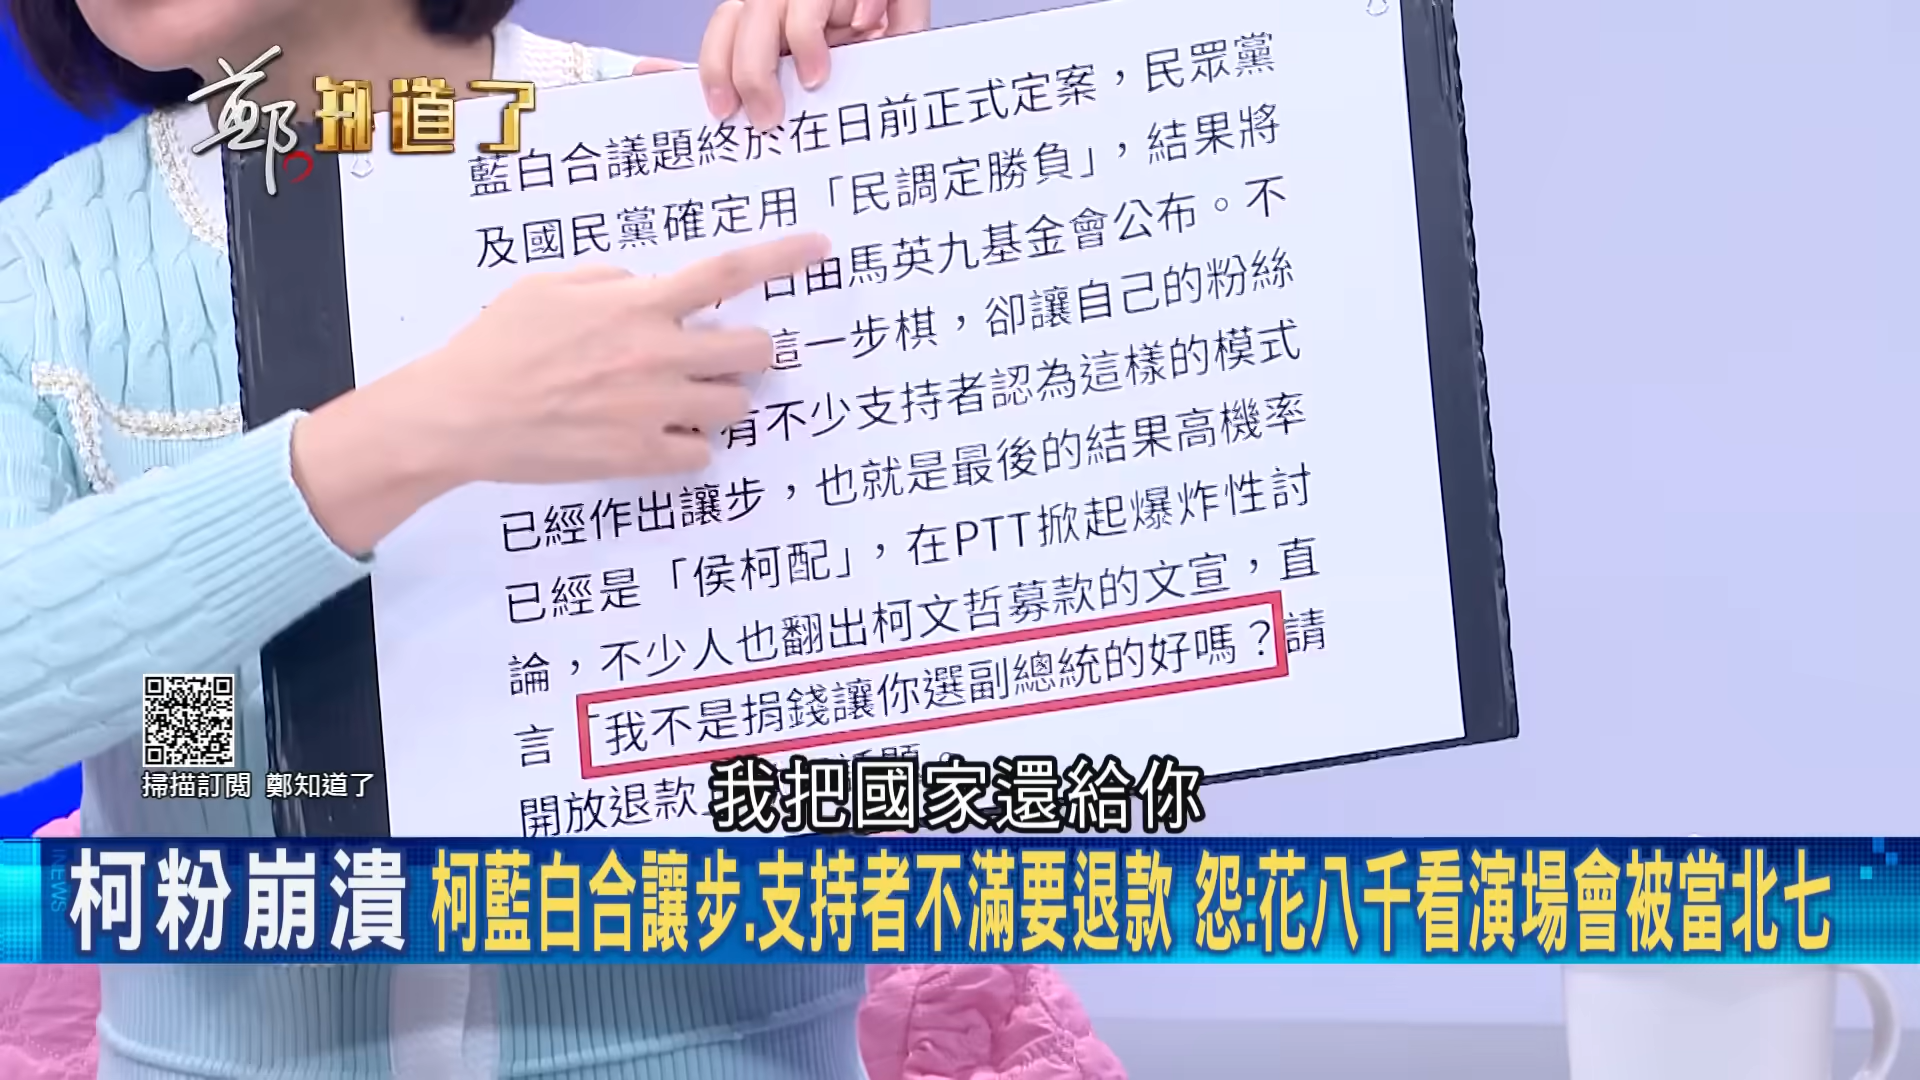 鄭知道了
藍白合議題終於在日前正式定案，民眾黨
及國民黨確定用「民調定勝負」，結果將
日由馬英九基金會公布。不
這一步棋，卻讓自己的粉絲
有不少支持者認為這樣的模式
已經作出讓步，也就是最後的結果高機率
已經是「侯柯配」，在PTT掀起爆炸性討
論，不少人也翻出柯文哲募款的文宣，直
言「我不是捐錢讓你選副總統的好嗎？請
開放退款
掃描訂閱 鄭知道了
我把國家還給你
INEWS
柯粉崩潰 柯藍白合讓步.支持者不滿要退款 怨:花八千看演場會被當北七